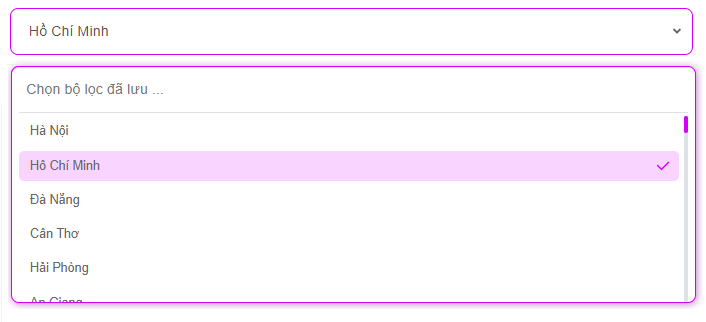 Hồ Chí Minh
Chọn bộ lọc đã lưu ...
Hà Nội
Hồ Chí Minh
Đà Nẵng
Cần Thơ
Hải Phòng
An Giang